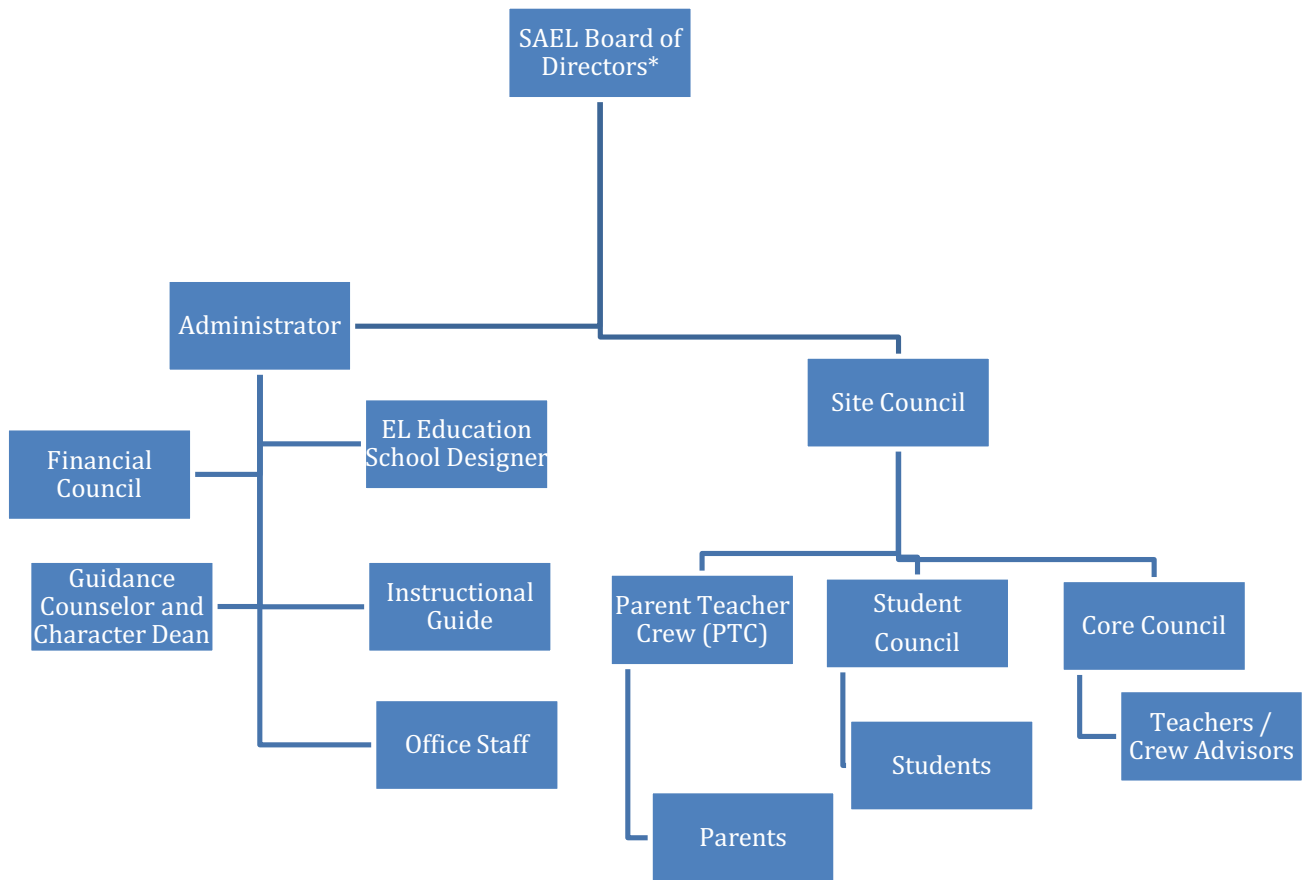 SAEL Board of
Directors*
Administrator
Site Council
EL Education
School Designer
Financial
Council
Guidance
Counselor and
Character Dean
Instructional
Guide
Office Staff
Parent Teacher
Crew (PTC)
Student
Council
Core Council
Teachers /
Crew Advisors
Students
Parents